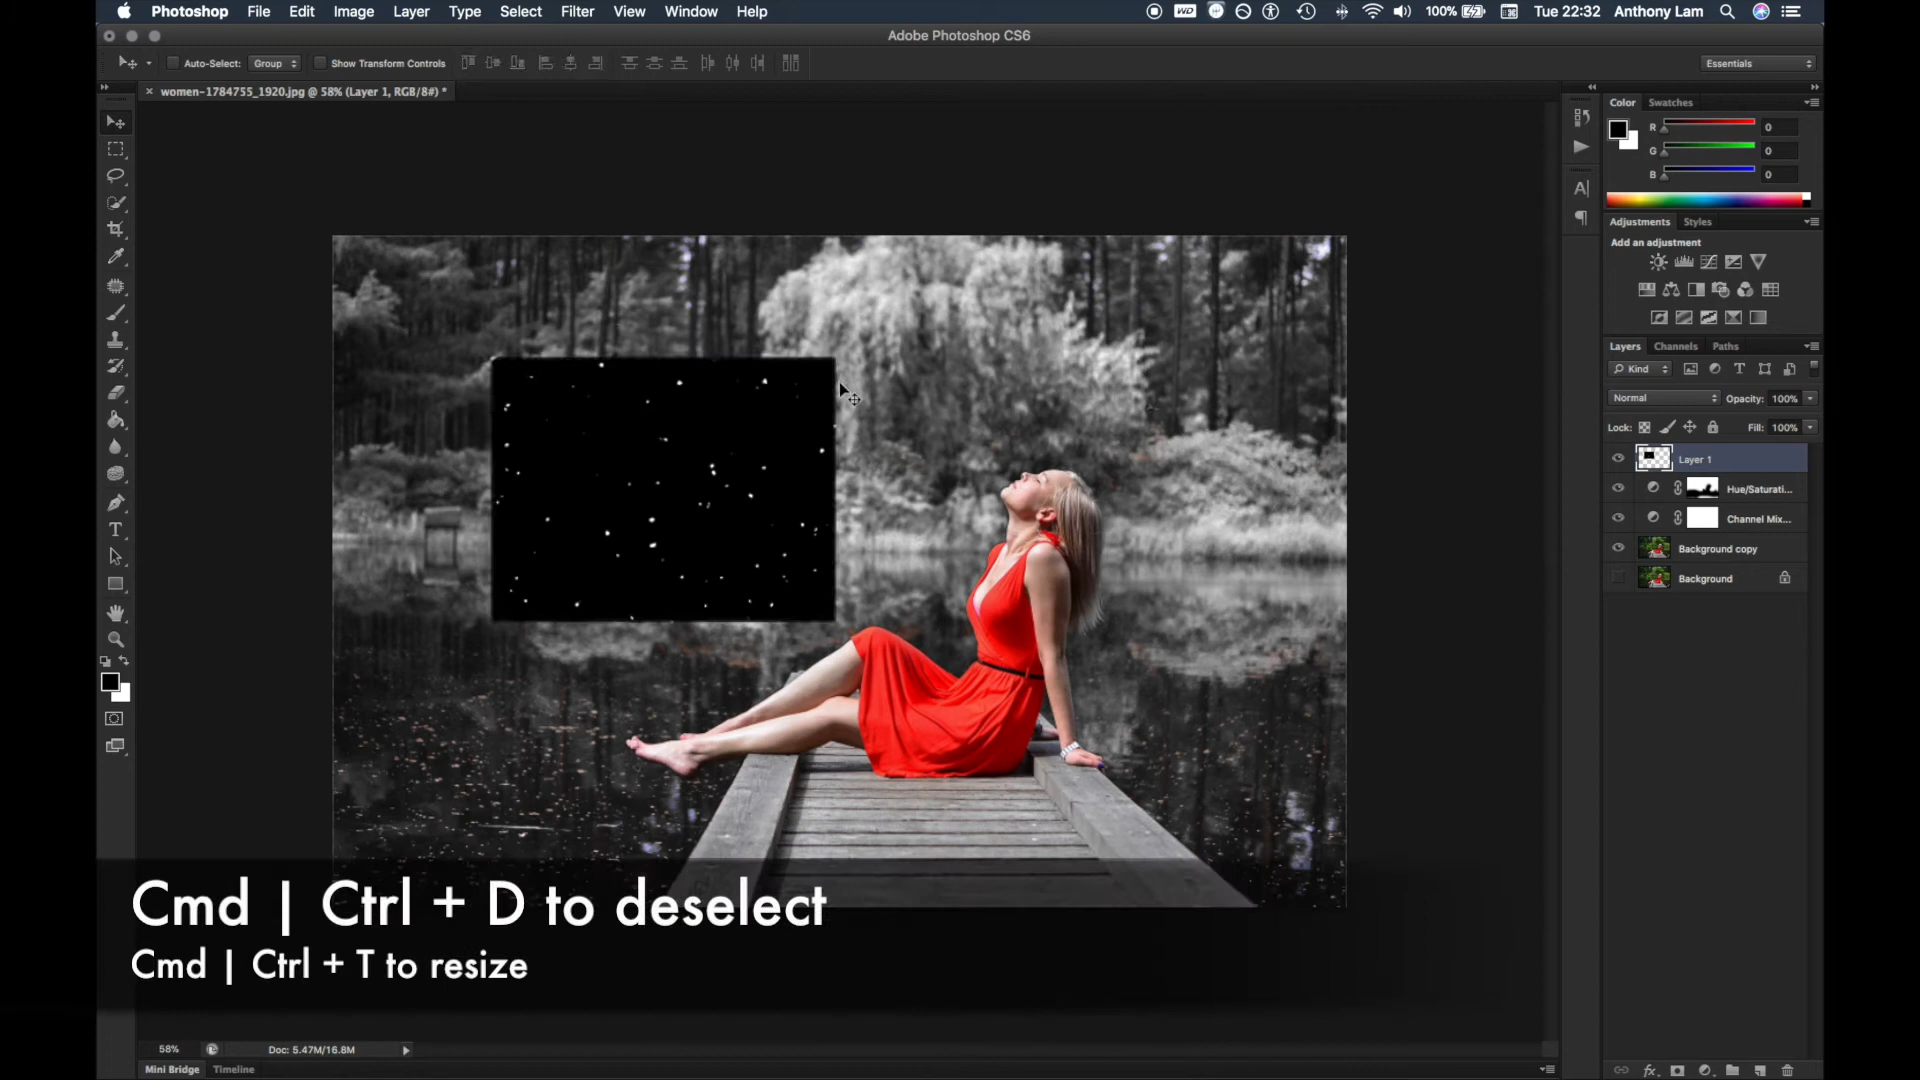 Photoshop File Edit Image Layer Type Select Filter View Window Help
WD 100% Tue 22:32 Anthony Lam
Adobe Photoshop CS6
Auto-Select: Group Show Transform Controls
Essentials
women-1784755_1920.jpg @ 58% (Layer 1, RGB/8#) *
Color Swatches
R 0
G 0
B 0
Adjustments Styles
Add an adjustment
Layers Channels Paths
Kind
Normal Opacity: 100%
Lock: Fill: 100%
Layer 1
Hue/Saturati...
Channel Mix...
Background copy
Background
Cmd | Ctrl + D to deselect
Cmd | Ctrl + T to resize
58% Doc: 5.47M/16.8M
Mini Bridge Timeline